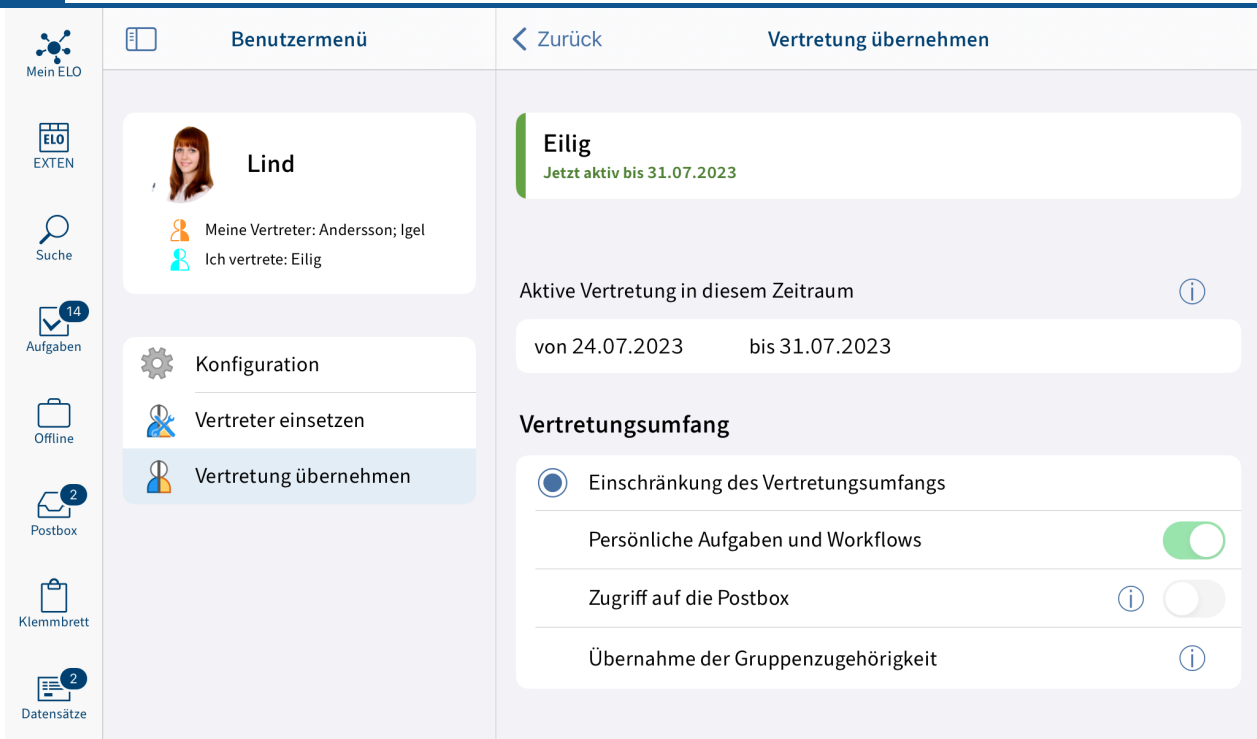 Mein ELO
ELO
EXTEN
Suche
14
Aufgaben
Offline
2
Postbox
Klemmbrett
2
Datensätze
Benutzermenü
Lind
Meine Vertreter: Andersson; Igel
Ich vertrete: Eilig
Konfiguration
Vertreter einsetzen
Vertretung übernehmen
Zurück
Vertretung übernehmen
Eilig
Jetzt aktiv bis 31.07.2023
Aktive Vertretung in diesem Zeitraum
von 24.07.2023 bis 31.07.2023
Vertretungsumfang
Einschränkung des Vertretungsumfangs
Persönliche Aufgaben und Workflows
Zugriff auf die Postbox
Übernahme der Gruppenzugehörigkeit